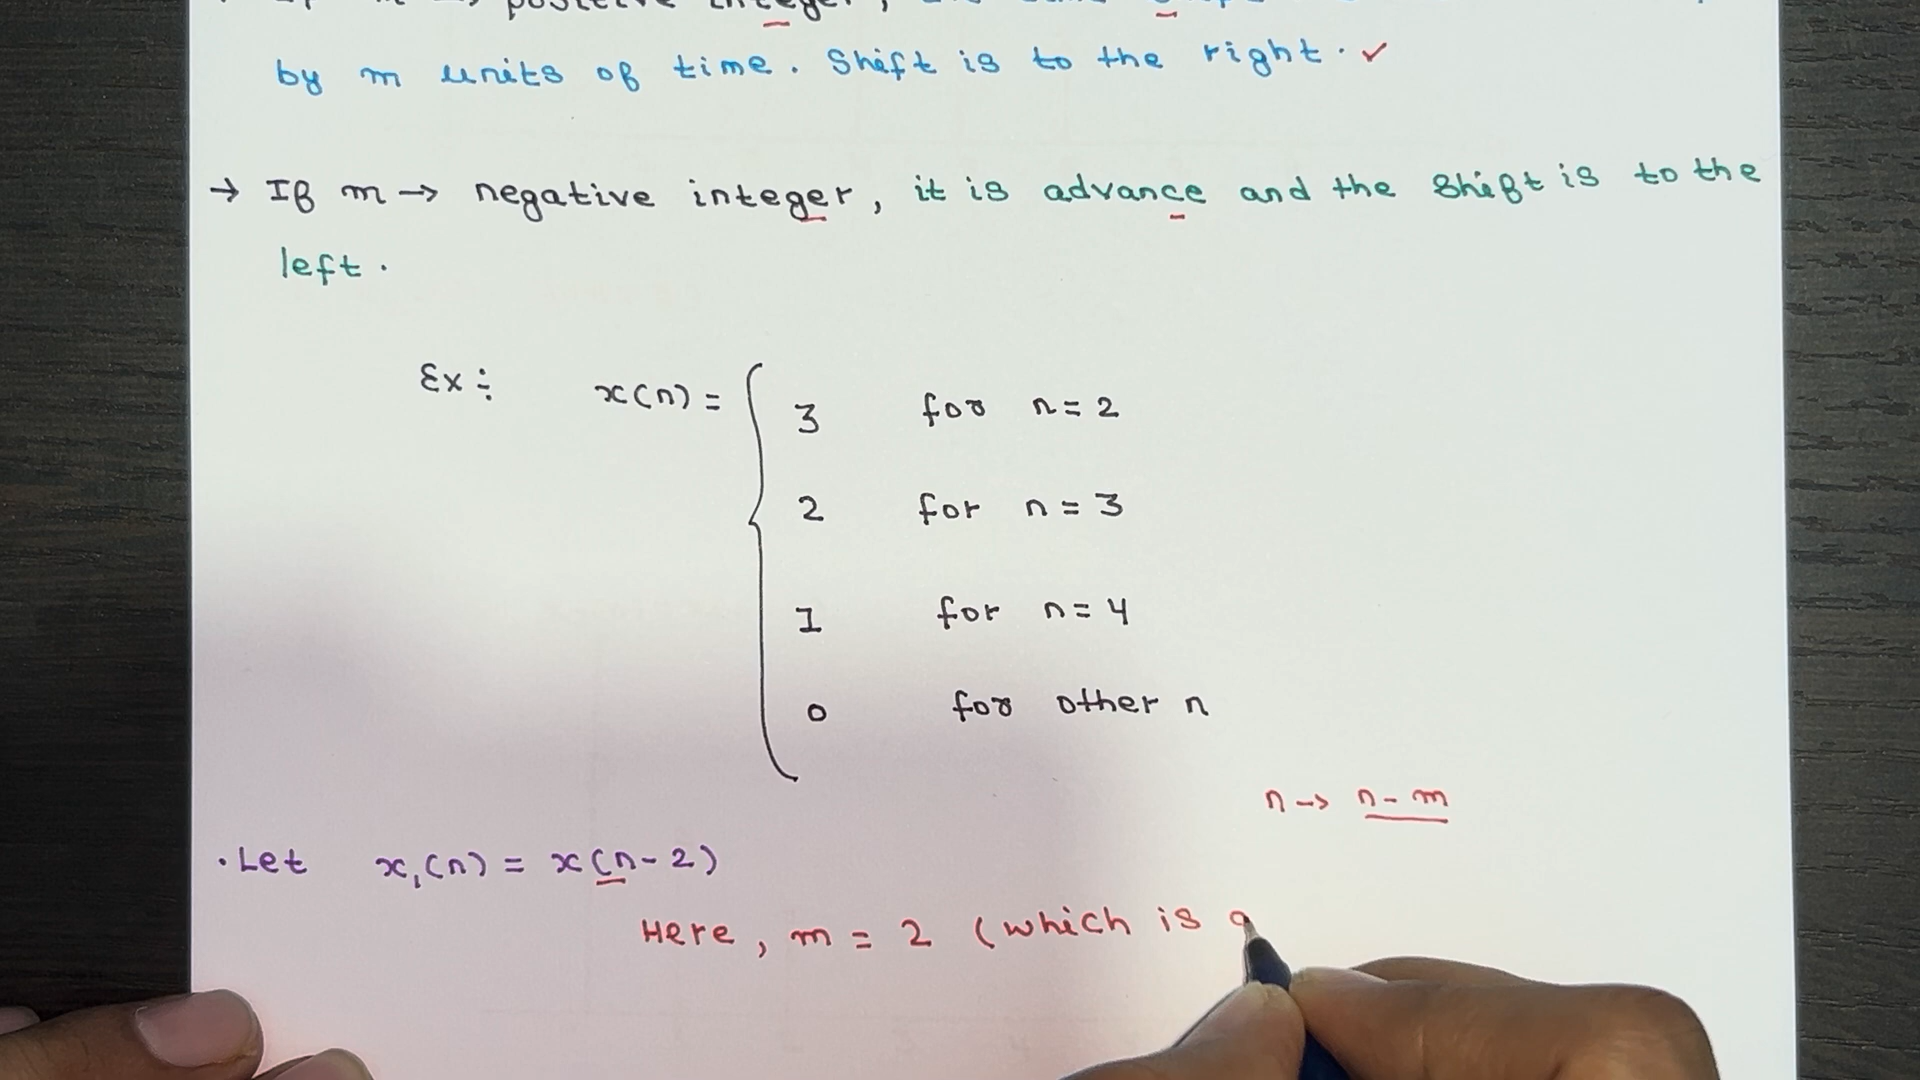 positive integer,
by m units of time. Shift is to the right. ✓
→ If m → negative integer, it is advance and the Shift is to the
left.
Ex: x(n) = { 3 for n = 2
2 for n = 3
1 for n = 4
0 for other n
n → n - m
. Let x₁(n) = x(n - 2)
Here, m = 2 (which is a